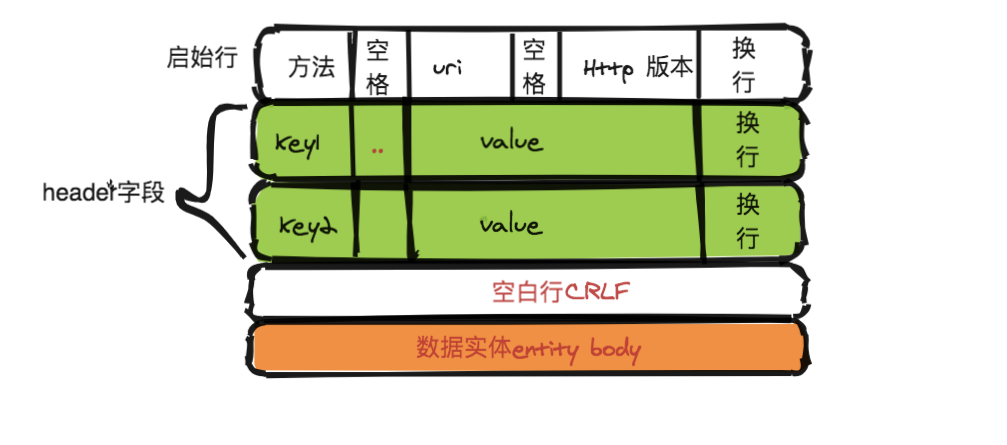 启始行 方法 空格 uri 空格 Http 版本 换行
header字段
key1 .. value 换行
key2 value 换行
空白行CRLF
数据实体entity body